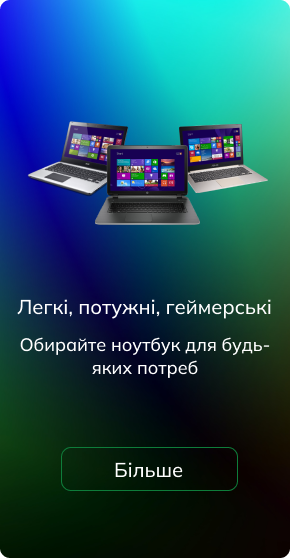 Легкі, потужні, геймерські
Обирайте ноутбук для будь-
яких потреб
Більше